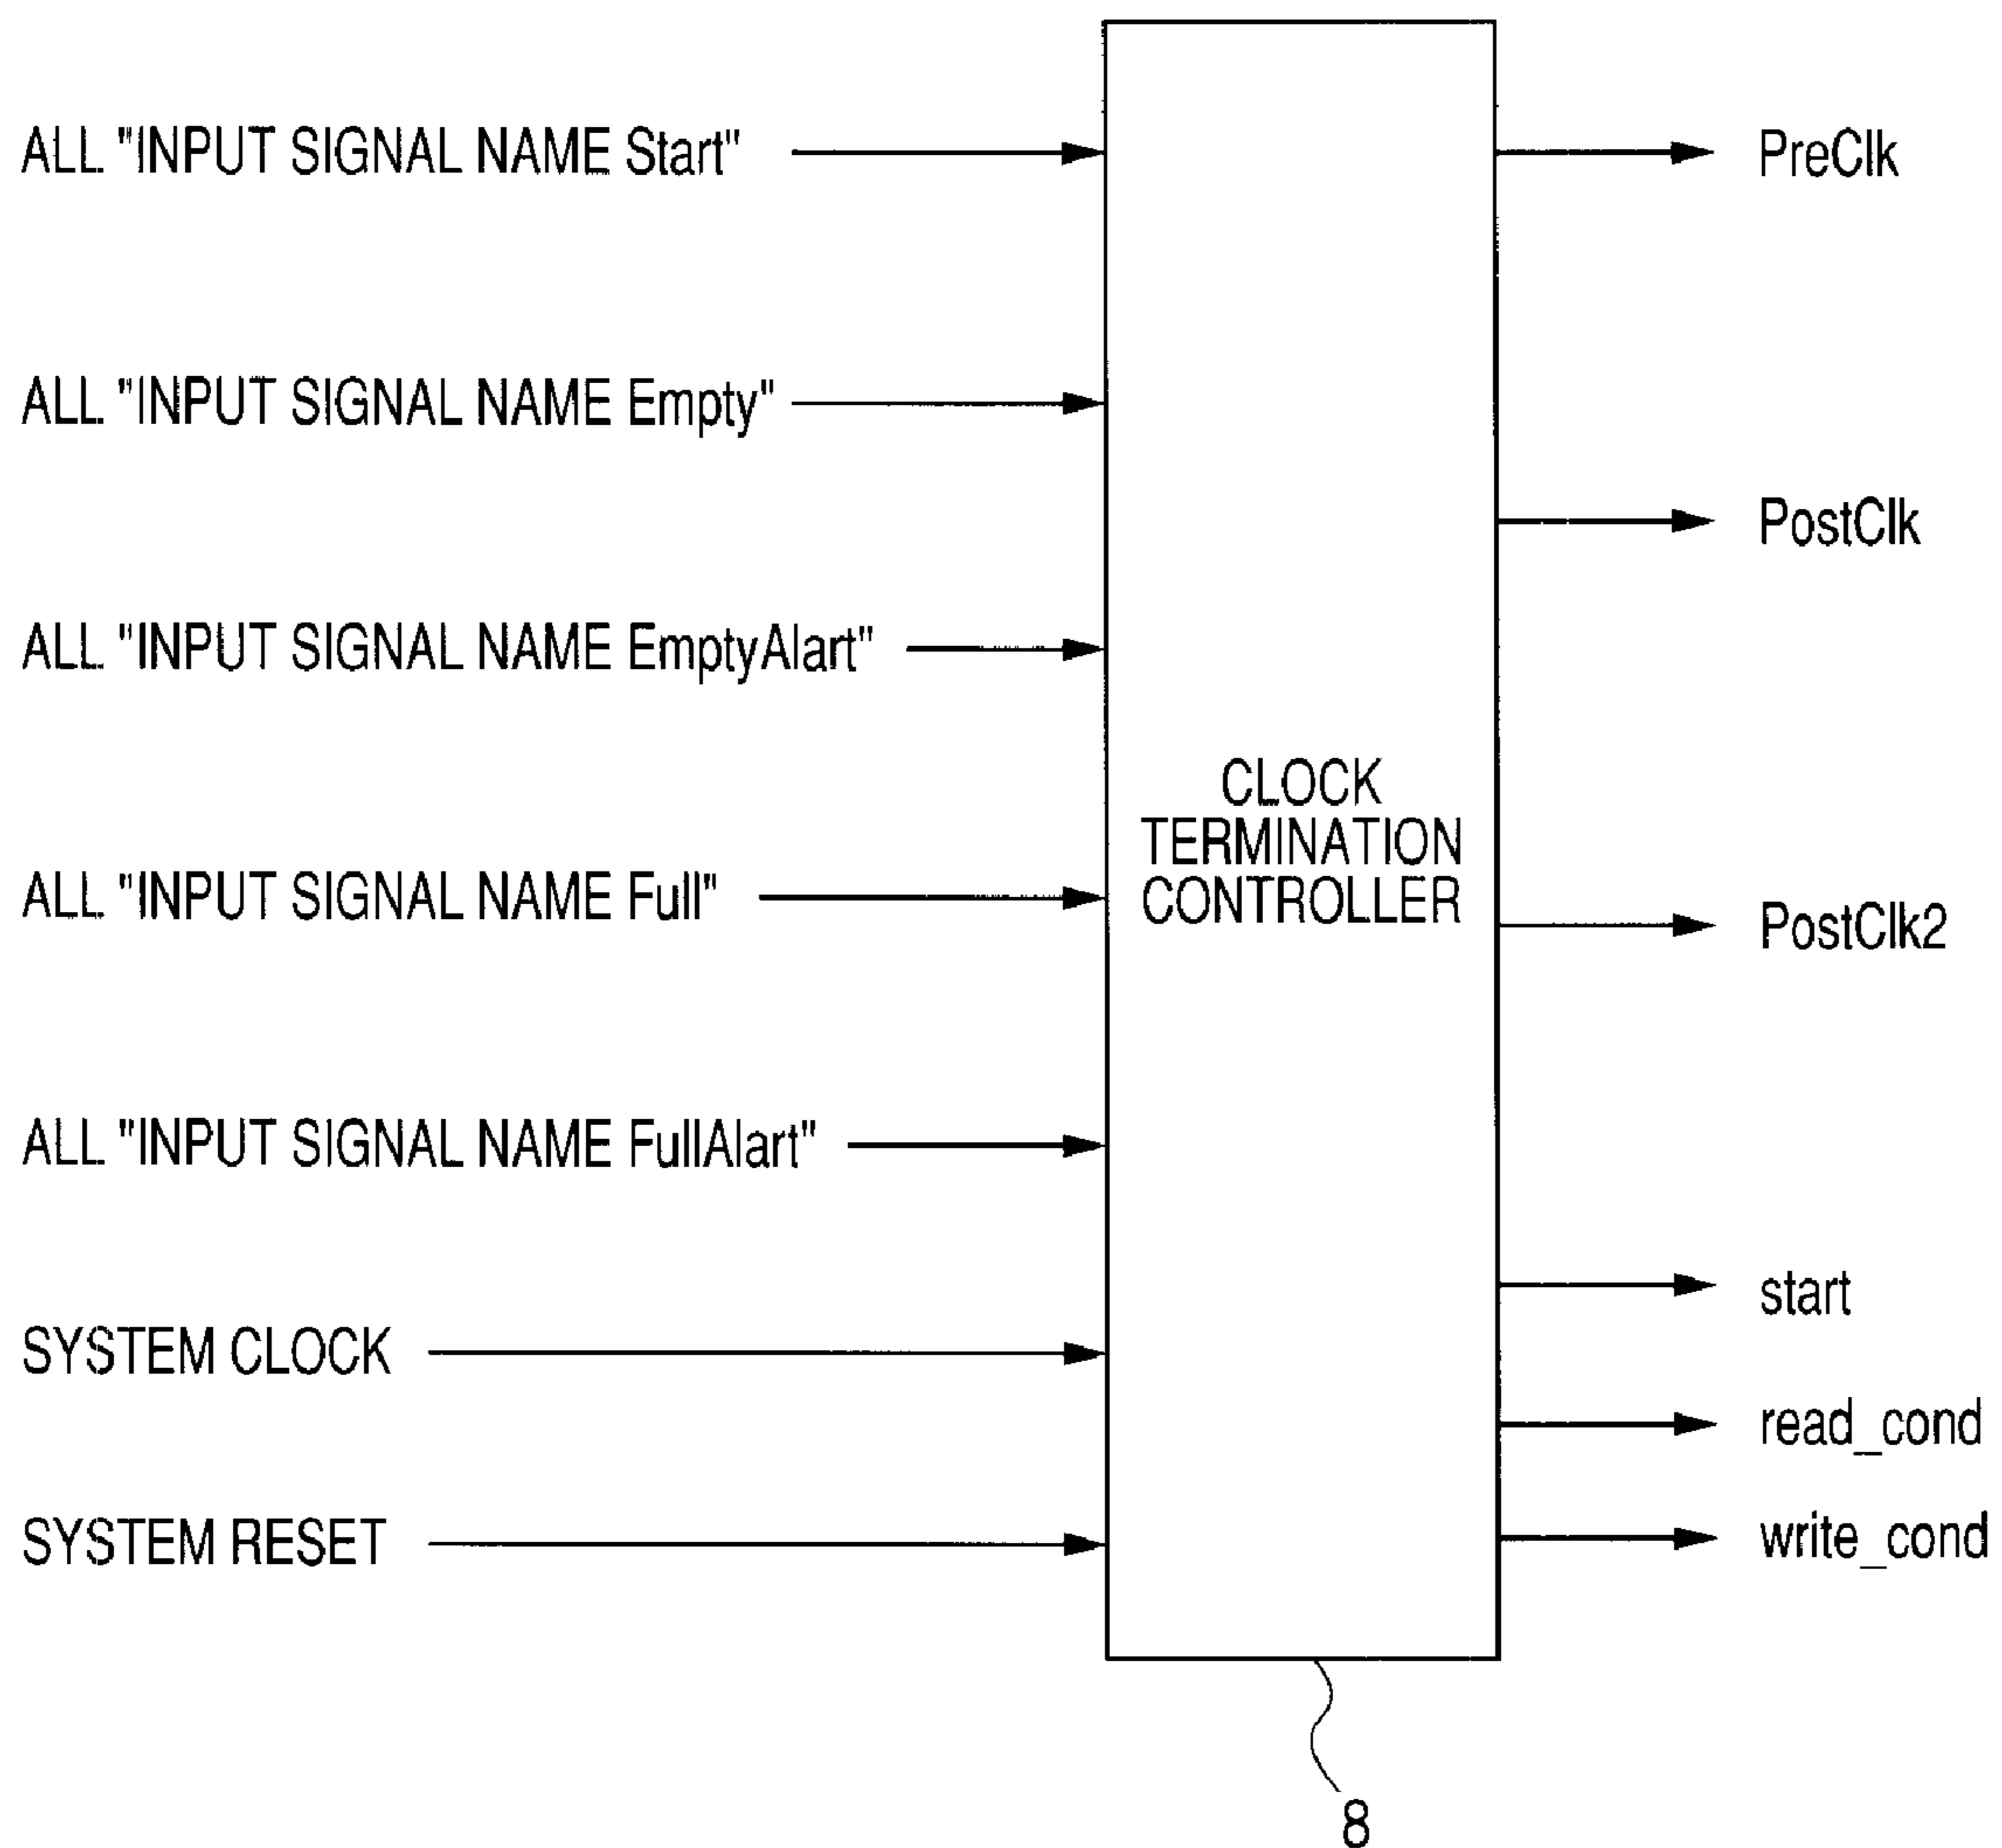 ALL "INPUT SIGNAL NAME Start"
ALL "INPUT SIGNAL NAME Empty"
ALL "INPUT SIGNAL NAME EmptyAlart"
ALL "INPUT SIGNAL NAME Full"
ALL "INPUT SIGNAL NAME FullAlart"
SYSTEM CLOCK
SYSTEM RESET
CLOCK
TERMINATION
CONTROLLER
PreClk
PostClk
PostClk2
start
read_cond
write_cond
8